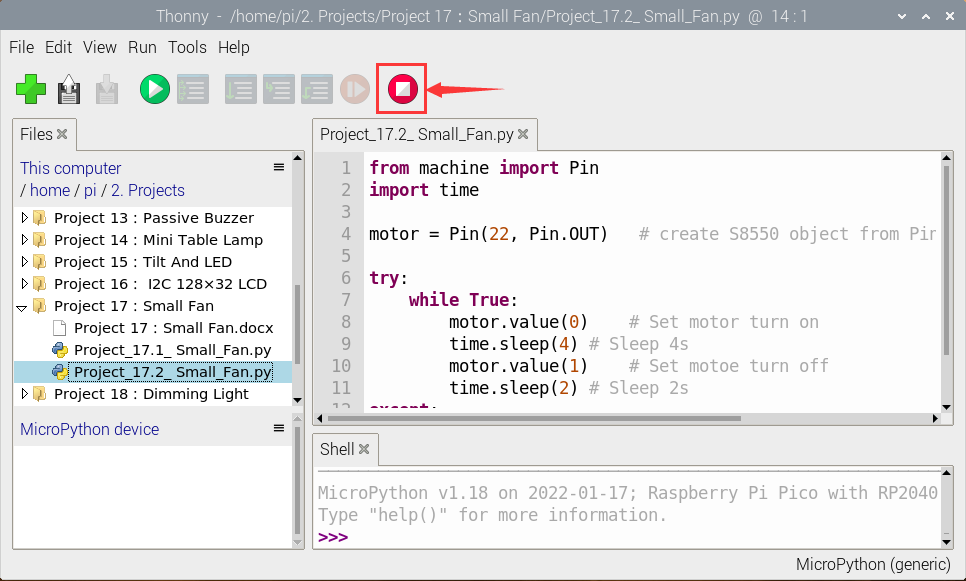 Thonny - /home/pi/2. Projects/Project 17 : Small Fan/Project_17.2_ Small_Fan.py @ 14 : 1
File Edit View Run Tools Help
Files
This computer
/ home / pi / 2. Projects
Project 13 : Passive Buzzer
Project 14 : Mini Table Lamp
Project 15 : Tilt And LED
Project 16 : I2C 128×32 LCD
Project 17 : Small Fan
Project 17 : Small Fan.docx
Project_17.1_ Small_Fan.py
Project_17.2_ Small_Fan.py
Project 18 : Dimming Light
MicroPython device
Project_17.2_ Small_Fan.py
1 from machine import Pin
2 import time
3
4 motor = Pin(22, Pin.OUT)   # create S8550 object from Pin
5
6 try:
7     while True:
8         motor.value(0)    # Set motor turn on
9         time.sleep(4) # Sleep 4s
10         motor.value(1)    # Set motoe turn off
11         time.sleep(2) # Sleep 2s
12 except:
Shell
MicroPython v1.18 on 2022-01-17; Raspberry Pi Pico with RP2040
Type "help()" for more information.
>>>
MicroPython (generic)